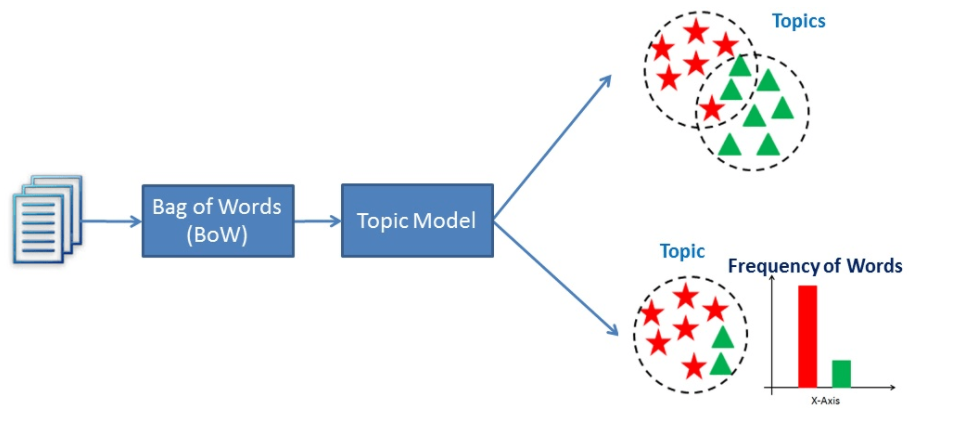 Topics
Bag of Words
(BoW)
Topic Model
Topic
Frequency of Words
X-Axis